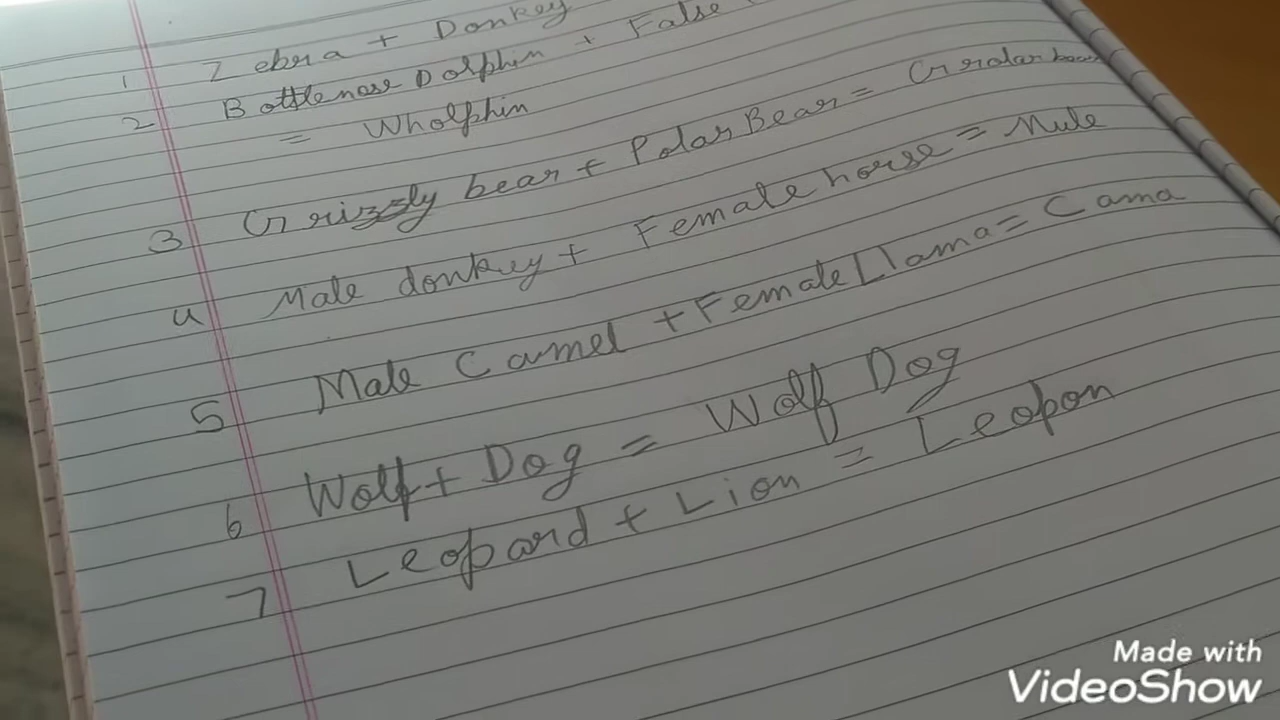 1 Zebra + Donkey
2 Bottlenose Dolphin + False
= Wholphin
3 Grizzly bear + Polar Bear = Grolar bear
4 Male donkey + Female horse = Mule
5 Male Camel + Female Llama = Cama
6 Wolf + Dog = Wolf Dog
7 Leopard + Lion = Leopon
Made with
VideoShow